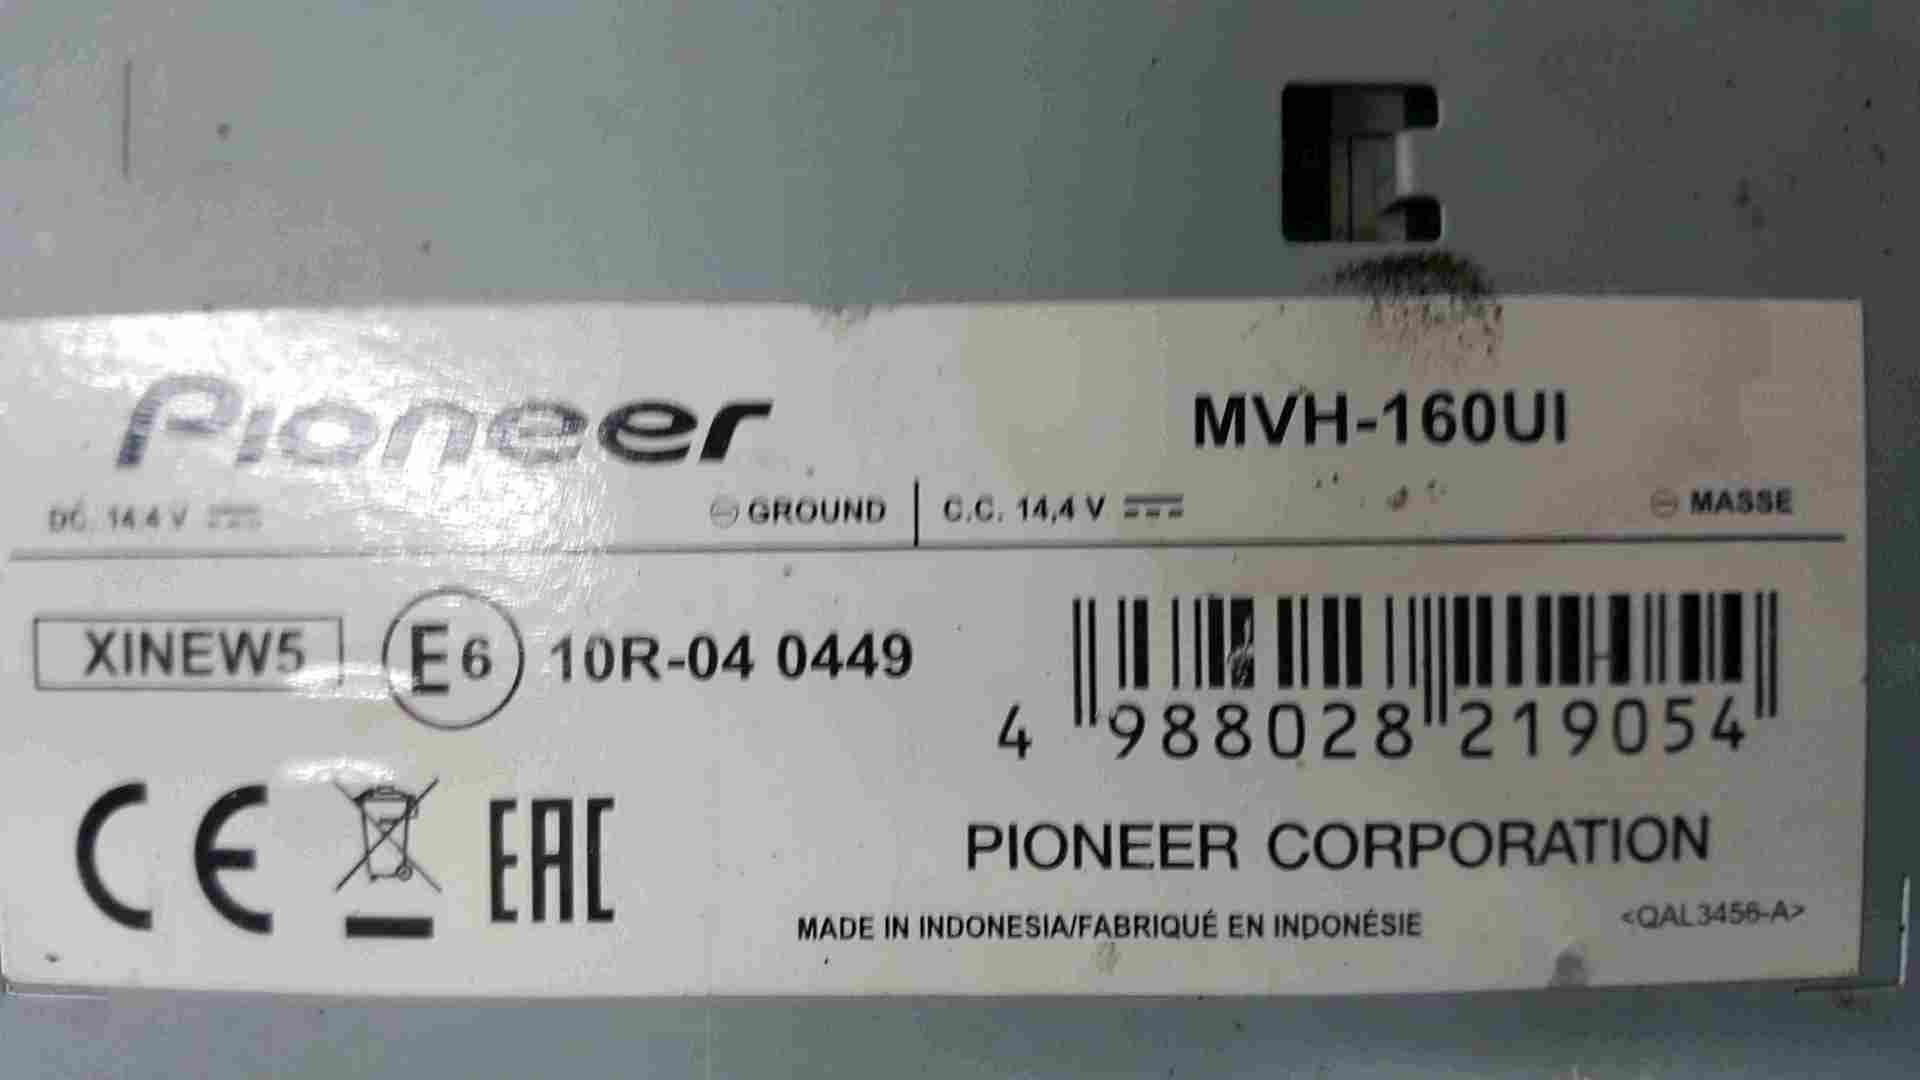 Pioneer
MVH-160UI
DC 14.4 V ⊖ GROUND
C.C. 14,4 V ⊖ MASSE
XINEW5
E6 10R-04 0449
4 988028 219054
CE EAC
PIONEER CORPORATION
MADE IN INDONESIA/FABRIQUÉ EN INDONÉSIE
<QAL3456-A>